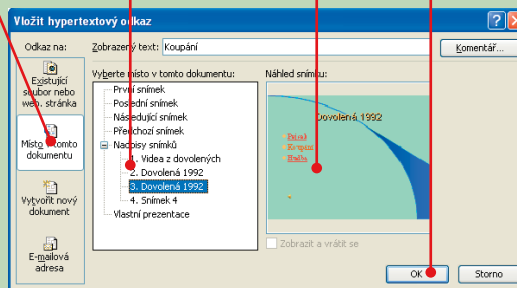 Vložit hypertextový odkaz
Odkaz na:
Zobrazený text: Koupání
Komentář...
Existující
soubor nebo
web. stránka
Místo v tomto
dokumentu
Vytvořit nový
dokument
E-mailová
adresa
Vyberte místo v tomto dokumentu:
První snímek
Poslední snímek
Následující snímek
Předchozí snímek
Nadpisy snímků
1. Videa z dovolených
2. Dovolená 1992
3. Dovolená 1992
4. Snímek 4
Vlastní prezentace
Náhled snímku:
Dovolená 1992
Koupání
Hradba
Zobrazit a vrátit se
OK
Storno